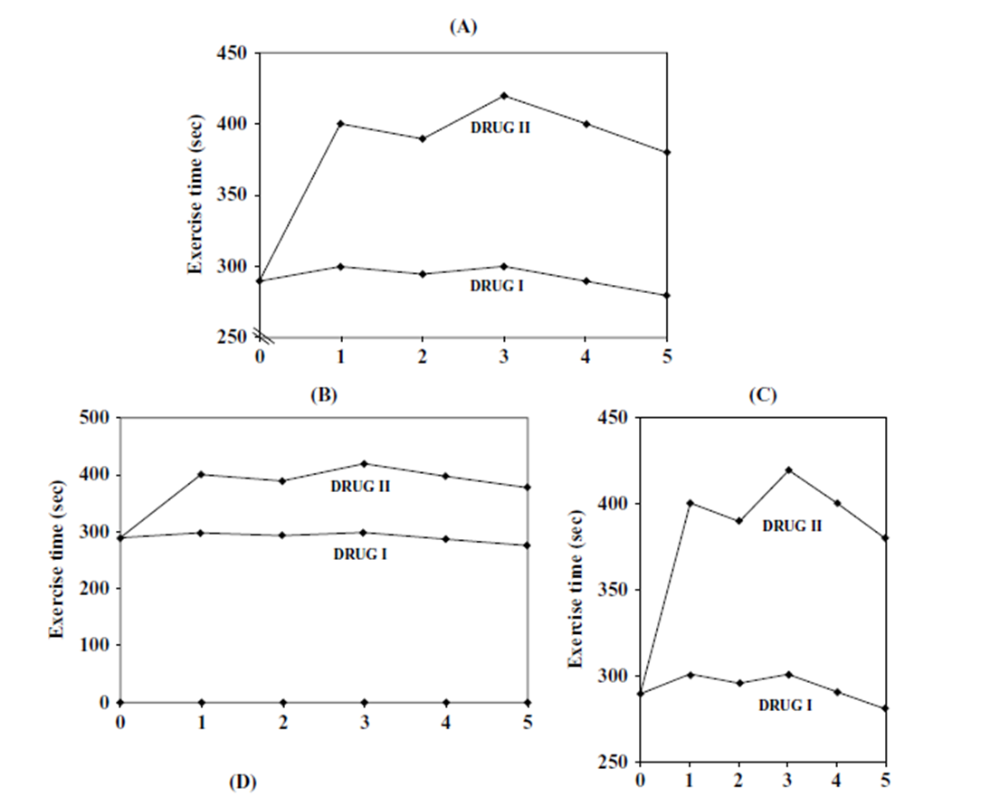 (A)
450
400
350
300
250
Exercise time (sec)
DRUG II
DRUG I
0 1 2 3 4 5
(B)
500
400
300
200
100
0
Exercise time (sec)
DRUG II
DRUG I
0 1 2 3 4 5
(C)
450
400
350
300
250
Exercise time (sec)
DRUG II
DRUG I
0 1 2 3 4 5
(D)